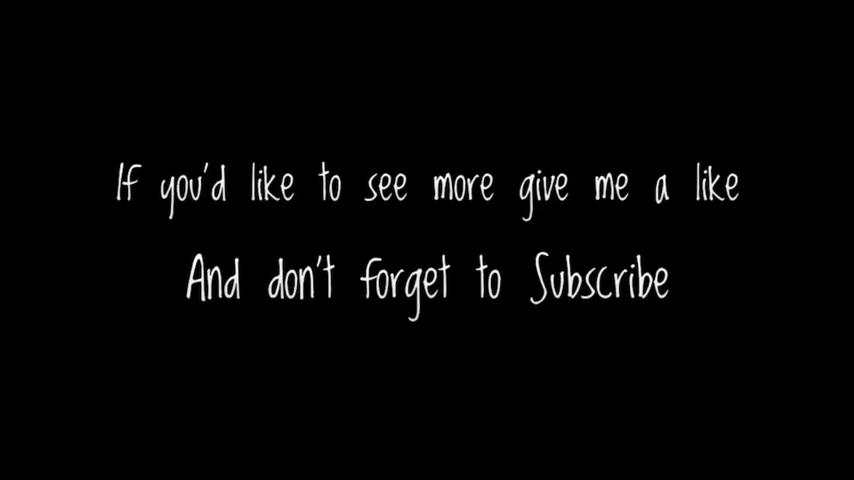 If you'd like to see more give me a like
And don't forget to Subscribe